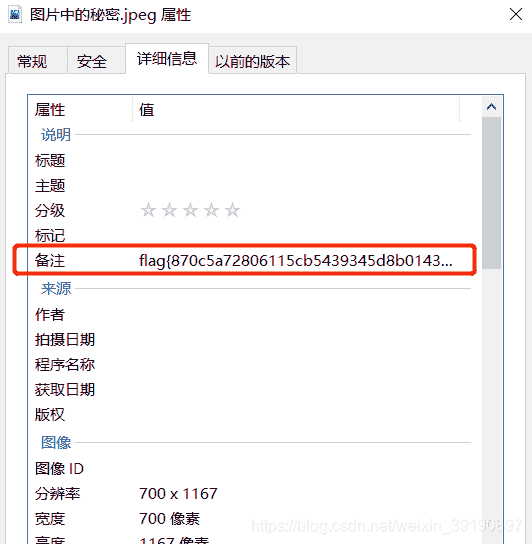 图片中的秘密.jpeg 属性
常规 安全 详细信息 以前的版本
属性 值
说明
标题
主题
分级
标记
备注 flag{870c5a72806115cb5439345d8b0143...
来源
作者
拍摄日期
程序名称
获取日期
版权
图像
图像 ID
分辨率 700 x 1167
宽度 700 像素
高度 1167 像素
https://blog.csdn.net/weixin_39190897